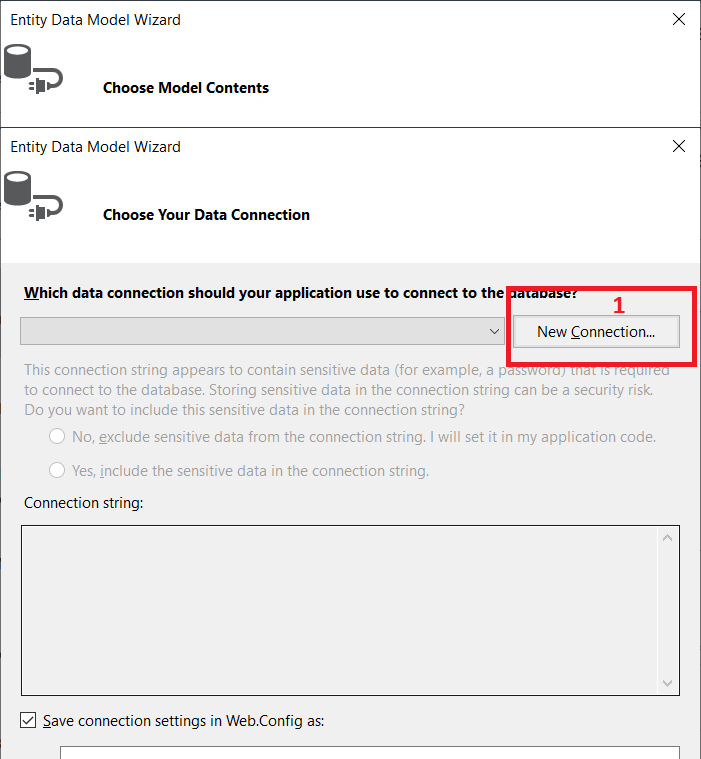 Entity Data Model Wizard
Choose Model Contents
Entity Data Model Wizard
Choose Your Data Connection
Which data connection should your application use to connect to the database?
1
New Connection...
This connection string appears to contain sensitive data (for example, a password) that is required
to connect to the database. Storing sensitive data in the connection string can be a security risk.
Do you want to include this sensitive data in the connection string?
No, exclude sensitive data from the connection string. I will set it in my application code.
Yes, include the sensitive data in the connection string.
Connection string:
Save connection settings in Web.Config as: